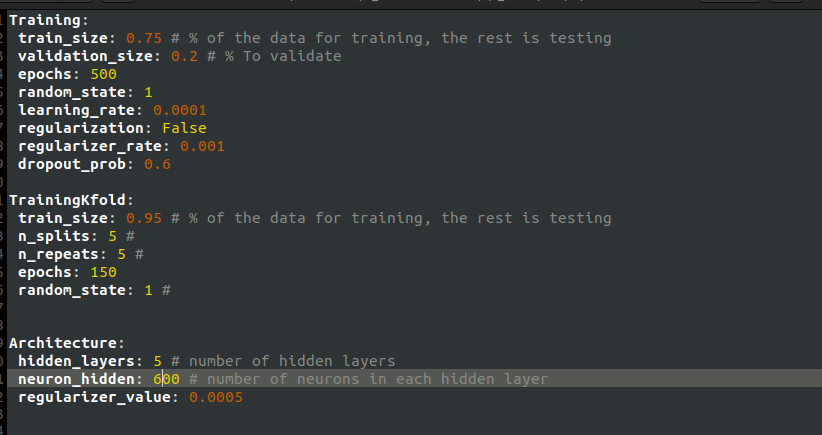 Training:
train_size: 0.75 # % of the data for training, the rest is testing
validation_size: 0.2 # % To validate
epochs: 500
random_state: 1
learning_rate: 0.0001
regularization: False
regularizer_rate: 0.001
dropout_prob: 0.6
TrainingKfold:
train_size: 0.95 # % of the data for training, the rest is testing
n_splits: 5 #
n_repeats: 5 #
epochs: 150
random_state: 1 #
Architecture:
hidden_layers: 5 # number of hidden layers
neuron_hidden: 600 # number of neurons in each hidden layer
regularizer_value: 0.0005